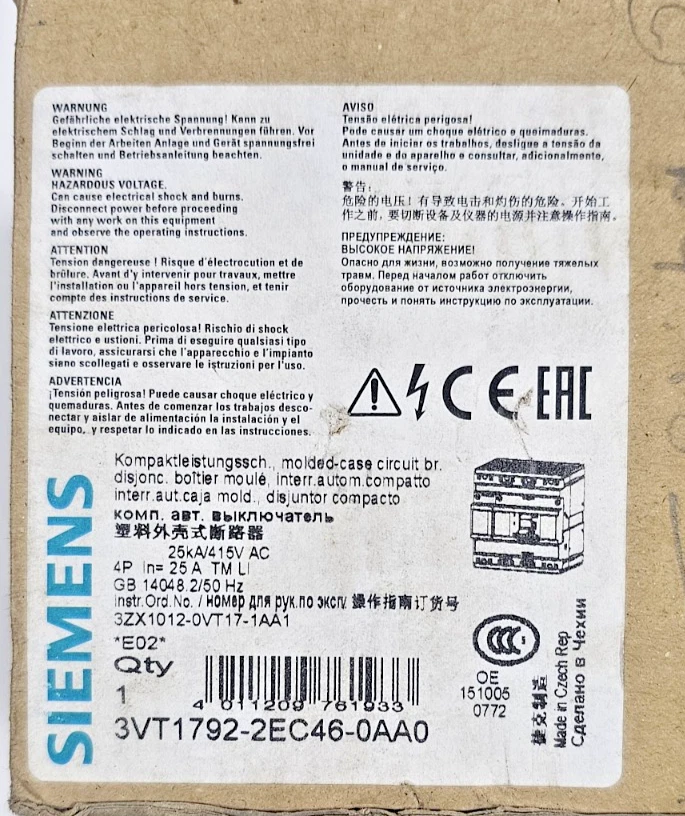 WARNUNG
Gefährliche elektrische Spannung! Kann zu
elektrischem Schlag und Verbrennungen führen. Vor
Beginn der Arbeiten Anlage und Gerät spannungsfrei
schalten und Betriebsanleitung beachten.
WARNING
HAZARDOUS VOLTAGE.
Can cause electrical shock and burns.
Disconnect power before proceeding
with any work on this equipment
and observe the operating instructions.
ATTENTION
Tension dangereuse ! Risque d'électrocution et de
brûlure. Avant d'y intervenir pour travaux, mettre
l'installation ou l'appareil hors tension, et tenir
compte des instructions de service.
ATTENZIONE
Tensione elettrica pericolosa! Rischio di shock
elettrico e ustioni. Prima di eseguire qualsiasi tipo
di lavoro, assicurarsi che l'apparecchio e l'impianto
siano scollegati e osservare le istruzioni per l'uso.
ADVERTENCIA
¡Tensión peligrosa! Puede causar choque eléctrico y
quemaduras. Antes de comenzar los trabajos desco-
nectar y aislar de alimentación la instalación y el
equipo, y respetar lo indicado en las instrucciones.
AVISO
Tensão elétrica perigosa!
Pode causar um choque elétrico e queimaduras.
Antes de iniciar os trabalhos, desligue a tensão da
unidade e do aparelho e consultar, adicionalmente,
o manual de serviço.
警告:
危险的电压! 有导致电击和灼伤的危险。开始工
作之前, 要切断设备及仪器的电源并注意操作指南。
ПРЕДУПРЕЖДЕНИЕ:
ВЫСОКОЕ НАПРЯЖЕНИЕ!
Опасно для жизни, возможно получение тяжелых
травм. Перед началом работ отключить
оборудование от источника электроэнергии,
прочесть и понять инструкцию по эксплуатации.
CE EAC
SIEMENS
Kompaktleistungssch., molded-case circuit br.
disjonc. boîtier moulé, interr.autom.compatto
interr.aut.caja mold., disjuntor compacto
комп. авт. выключатель
塑料外壳式断路器
25kA/415V AC
4P In= 25 A TM LI
GB 14048.2/50 Hz
Instr.Ord.No. / номер для рук.по экспл. 操作指南订货号
3ZX1012-0VT17-1AA1
*E02*
Qty
1
4 011209 761933
3VT1792-2EC46-0AA0
CCC
OE
151005
0772
捷克制造
Made in Czech Rep
Сделано в Чехии